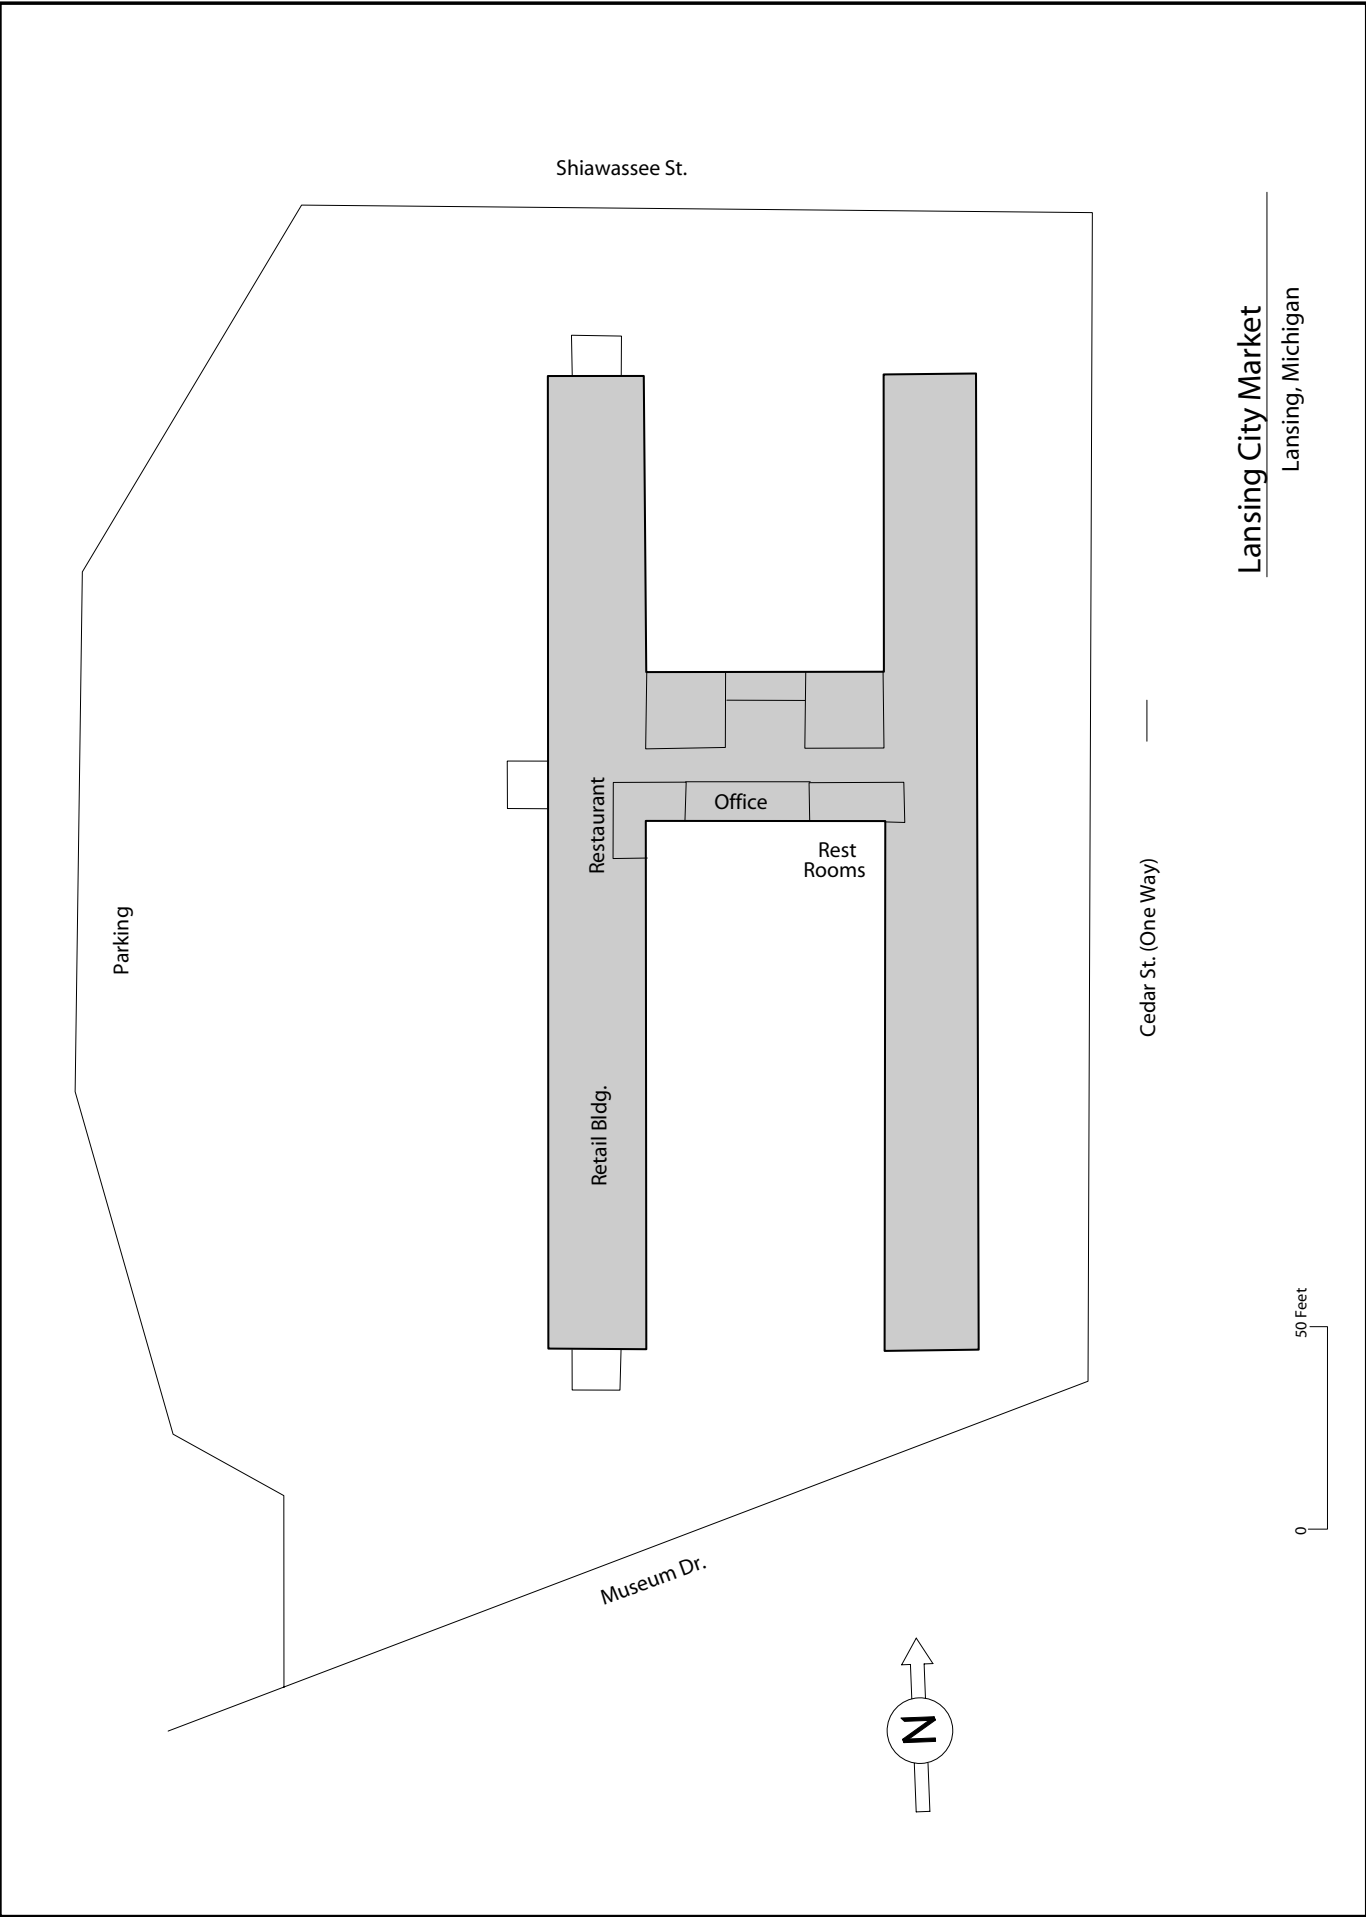 Shiawassee St.
Lansing City Market
Lansing, Michigan
Restaurant
Office
Rest
Rooms
Parking
Cedar St. (One Way)
Retail Bldg.
50 Feet
0
Museum Dr.
N